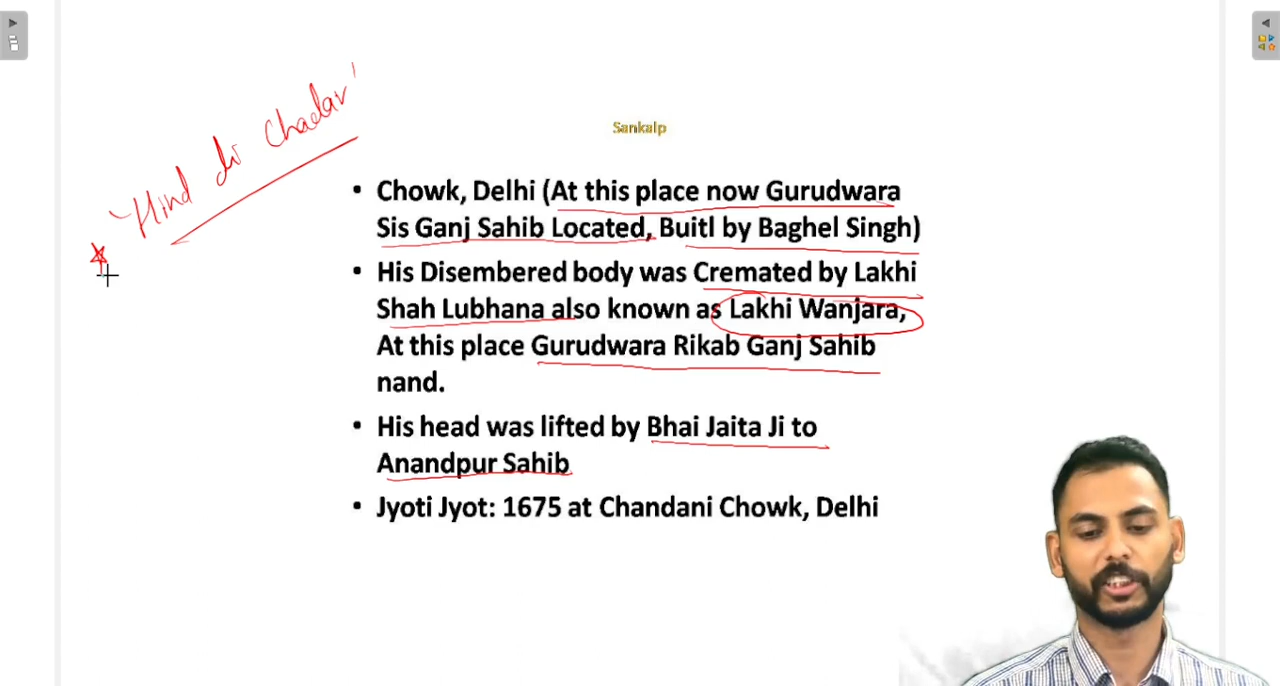 'Hind di Chadar'
Sankalp
• Chowk, Delhi (At this place now Gurudwara
Sis Ganj Sahib Located, Buitl by Baghel Singh)
• His Disembered body was Cremated by Lakhi
Shah Lubhana also known as Lakhi Wanjara,
At this place Gurudwara Rikab Ganj Sahib
nand.
• His head was lifted by Bhai Jaita Ji to
Anandpur Sahib
• Jyoti Jyot: 1675 at Chandani Chowk, Delhi